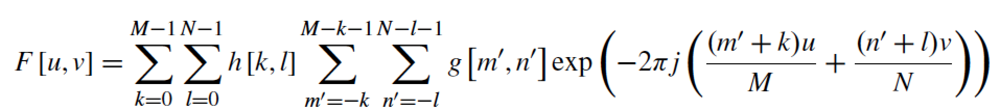 F[u,v] = \sum_{k=0}^{M-1} \sum_{l=0}^{N-1} h[k,l] \sum_{m'=-k}^{M-k-1} \sum_{n'=-l}^{N-l-1} g[m',n'] \exp\left(-2\pi j\left(\frac{(m'+k)u}{M} + \frac{(n'+l)v}{N}\right)\right)